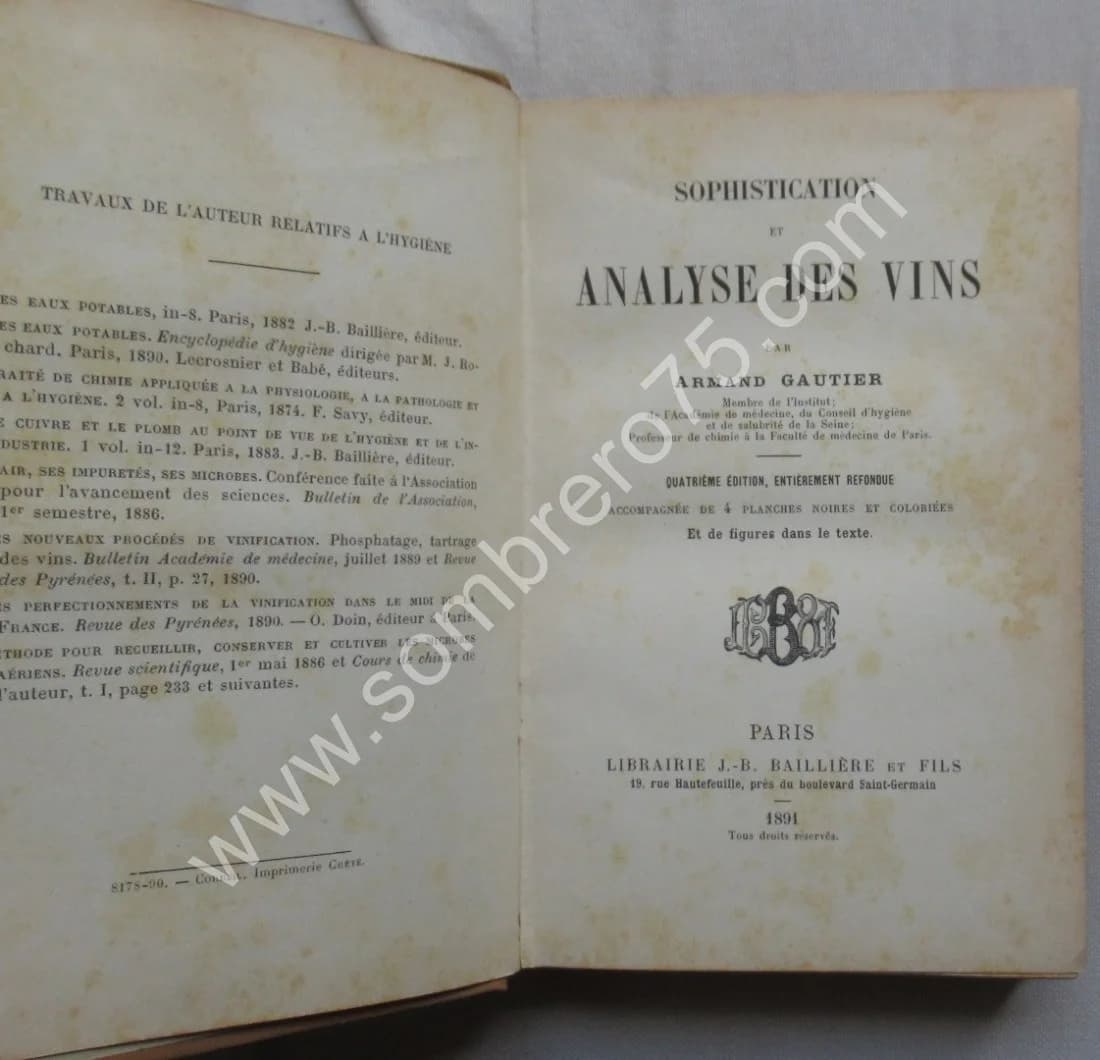 TRAVAUX DE L'AUTEUR RELATIFS A L'HYGIÈNE
ES EAUX POTABLES, in-8. Paris, 1882 J.-B. Baillière, éditeur.
ES EAUX POTABLES. Encyclopédie d'hygiène dirigée par M. J. Ro-
chard. Paris, 1890. Lecrosnier et Babé, éditeurs.
RAITÉ DE CHIMIE APPLIQUÉE A LA PHYSIOLOGIE, A LA PATHOLOGIE ET
A L'HYGIÈNE. 2 vol. in-8, Paris, 1874. F. Savy, éditeur.
E CUIVRE ET LE PLOMB AU POINT DE VUE DE L'HYGIÈNE ET DE L'IN-
DUSTRIE. 1 vol. in-12. Paris, 1883. J.-B. Baillière, éditeur.
AIR, SES IMPURETÉS, SES MICROBES. Conférence faite à l'Association
pour l'avancement des sciences. Bulletin de l'Association,
1er semestre, 1886.
ES NOUVEAUX PROCÉDÉS DE VINIFICATION. Phosphatage, tartrage
des vins. Bulletin Académie de médecine, juillet 1889 et Revue
des Pyrénées, t. II, p. 27, 1890.
ES PERFECTIONNEMENTS DE LA VINIFICATION DANS LE MIDI DE LA
FRANCE. Revue des Pyrénées, 1890. — O. Doin, éditeur à Paris.
ÉTHODE POUR RECUEILLIR, CONSERVER ET CULTIVER LES MICROBES
AÉRIENS. Revue scientifique, 1er mai 1886 et Cours de chimie de
l'auteur, t. I, page 233 et suivantes.
8178-90. — CORBEIL. Imprimerie CRÉTÉ.
SOPHISTICATION
ET
ANALYSE DES VINS
PAR
ARMAND GAUTIER
Membre de l'Institut;
de l'Académie de médecine, du Conseil d'hygiène
et de salubrité de la Seine;
Professeur de chimie à la Faculté de médecine de Paris.
QUATRIÈME ÉDITION, ENTIÈREMENT REFONDUE
ACCOMPAGNÉE DE 4 PLANCHES NOIRES ET COLORIÉES
Et de figures dans le texte.
PARIS
LIBRAIRIE J.-B. BAILLIÈRE ET FILS
19, rue Hautefeuille, près du boulevard Saint-Germain
1891
Tous droits réservés.
www.sombrero75.com